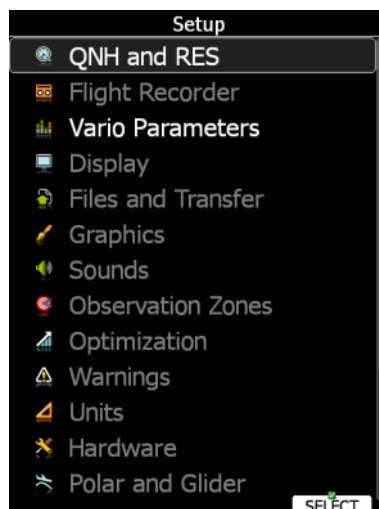 Setup
QNH and RES
Flight Recorder
Vario Parameters
Display
Files and Transfer
Graphics
Sounds
Observation Zones
Optimization
Warnings
Units
Hardware
Polar and Glider
SELECT